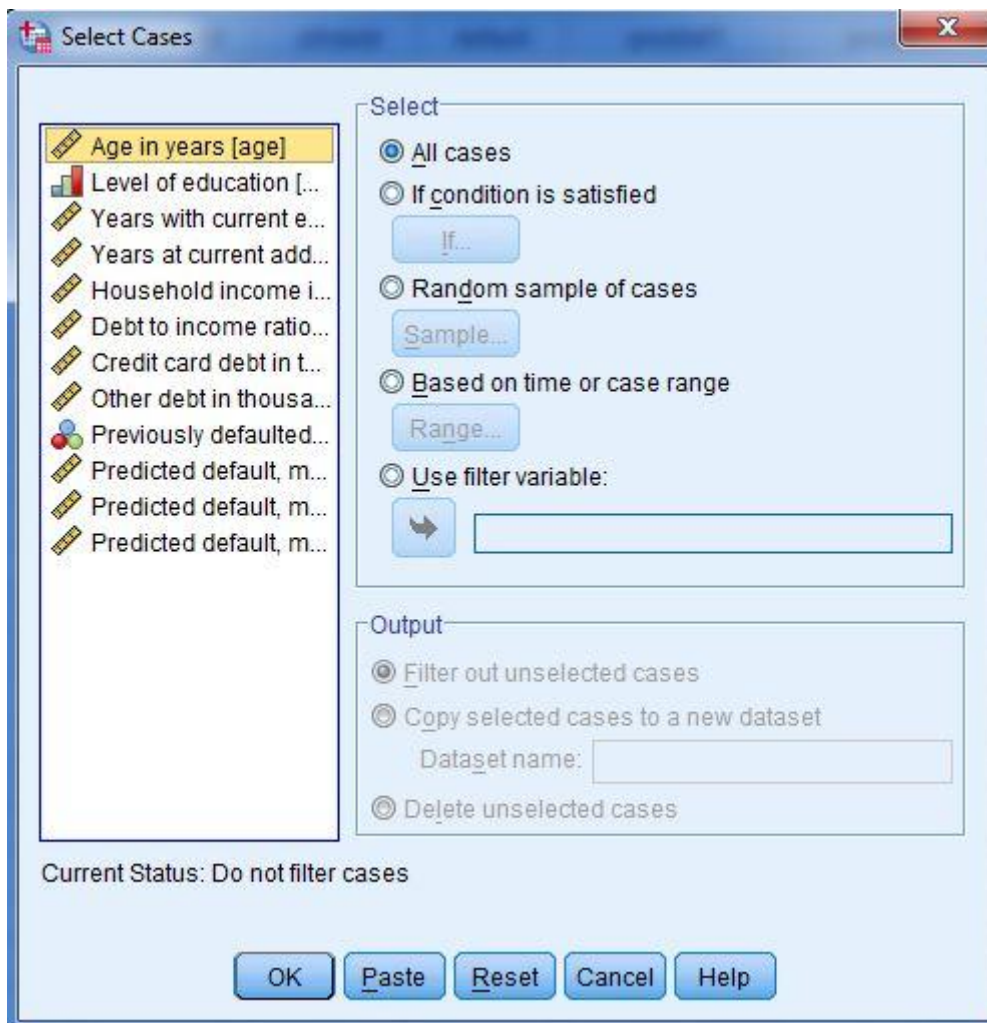 Select Cases
Age in years [age]
Level of education [...
Years with current e...
Years at current add...
Household income i...
Debt to income ratio...
Credit card debt in t...
Other debt in thousa...
Previously defaulted...
Predicted default, m...
Predicted default, m...
Predicted default, m...
Select
All cases
If condition is satisfied
If...
Random sample of cases
Sample...
Based on time or case range
Range...
Use filter variable:
Output
Filter out unselected cases
Copy selected cases to a new dataset
Dataset name:
Delete unselected cases
Current Status: Do not filter cases
OK
Paste
Reset
Cancel
Help